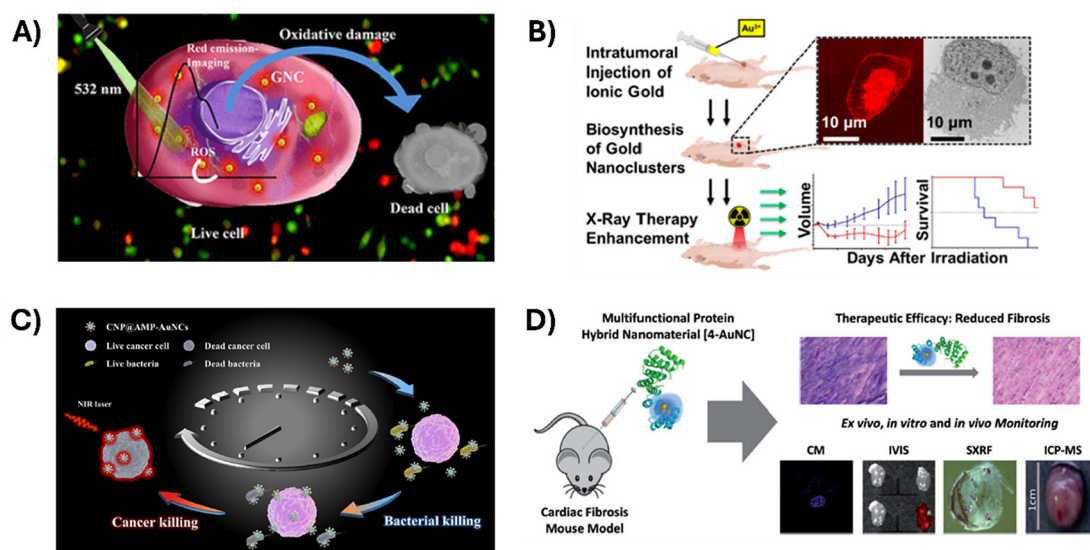 A)
Red emission-
Imaging
Oxidative damage
532 nm
GNC
ROS
Dead cell
Live cell
B)
Au³⁺
Intratumoral
Injection of
Ionic Gold
10 µm
10 µm
Biosynthesis
of Gold
Nanoclusters
X-Ray Therapy
Enhancement
Volume
Survival
Days After Irradiation
C)
CNP@AMP-AuNCs
Live cancer cell
Dead cancer cell
Live bacteria
Dead bacteria
NIR laser
Cancer killing
Bacterial killing
D)
Multifunctional Protein
Hybrid Nanomaterial [4-AuNC]
Therapeutic Efficacy: Reduced Fibrosis
Ex vivo, in vitro and in vivo Monitoring
CM
IVIS
SXRF
ICP-MS
1cm
Cardiac Fibrosis
Mouse Model